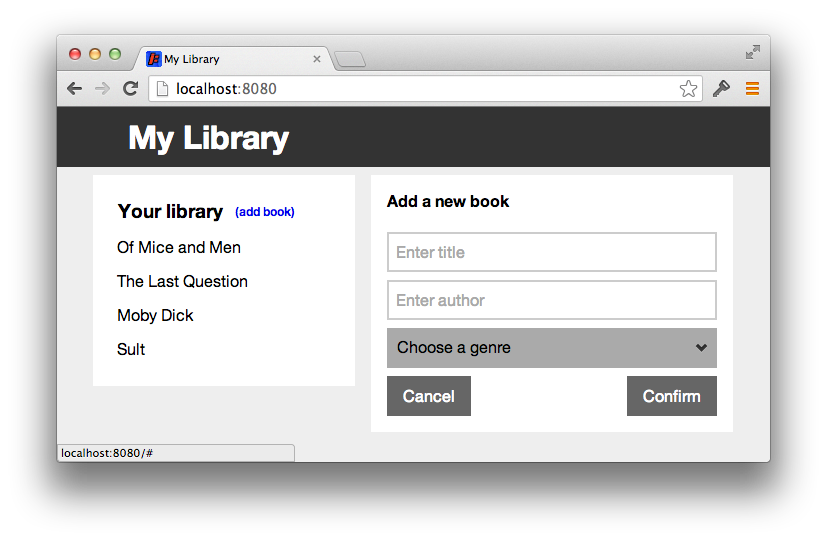 My Library
localhost:8080
My Library
Your library (add book)
Of Mice and Men
The Last Question
Moby Dick
Sult
Add a new book
Enter title
Enter author
Choose a genre
Cancel Confirm
localhost:8080/#